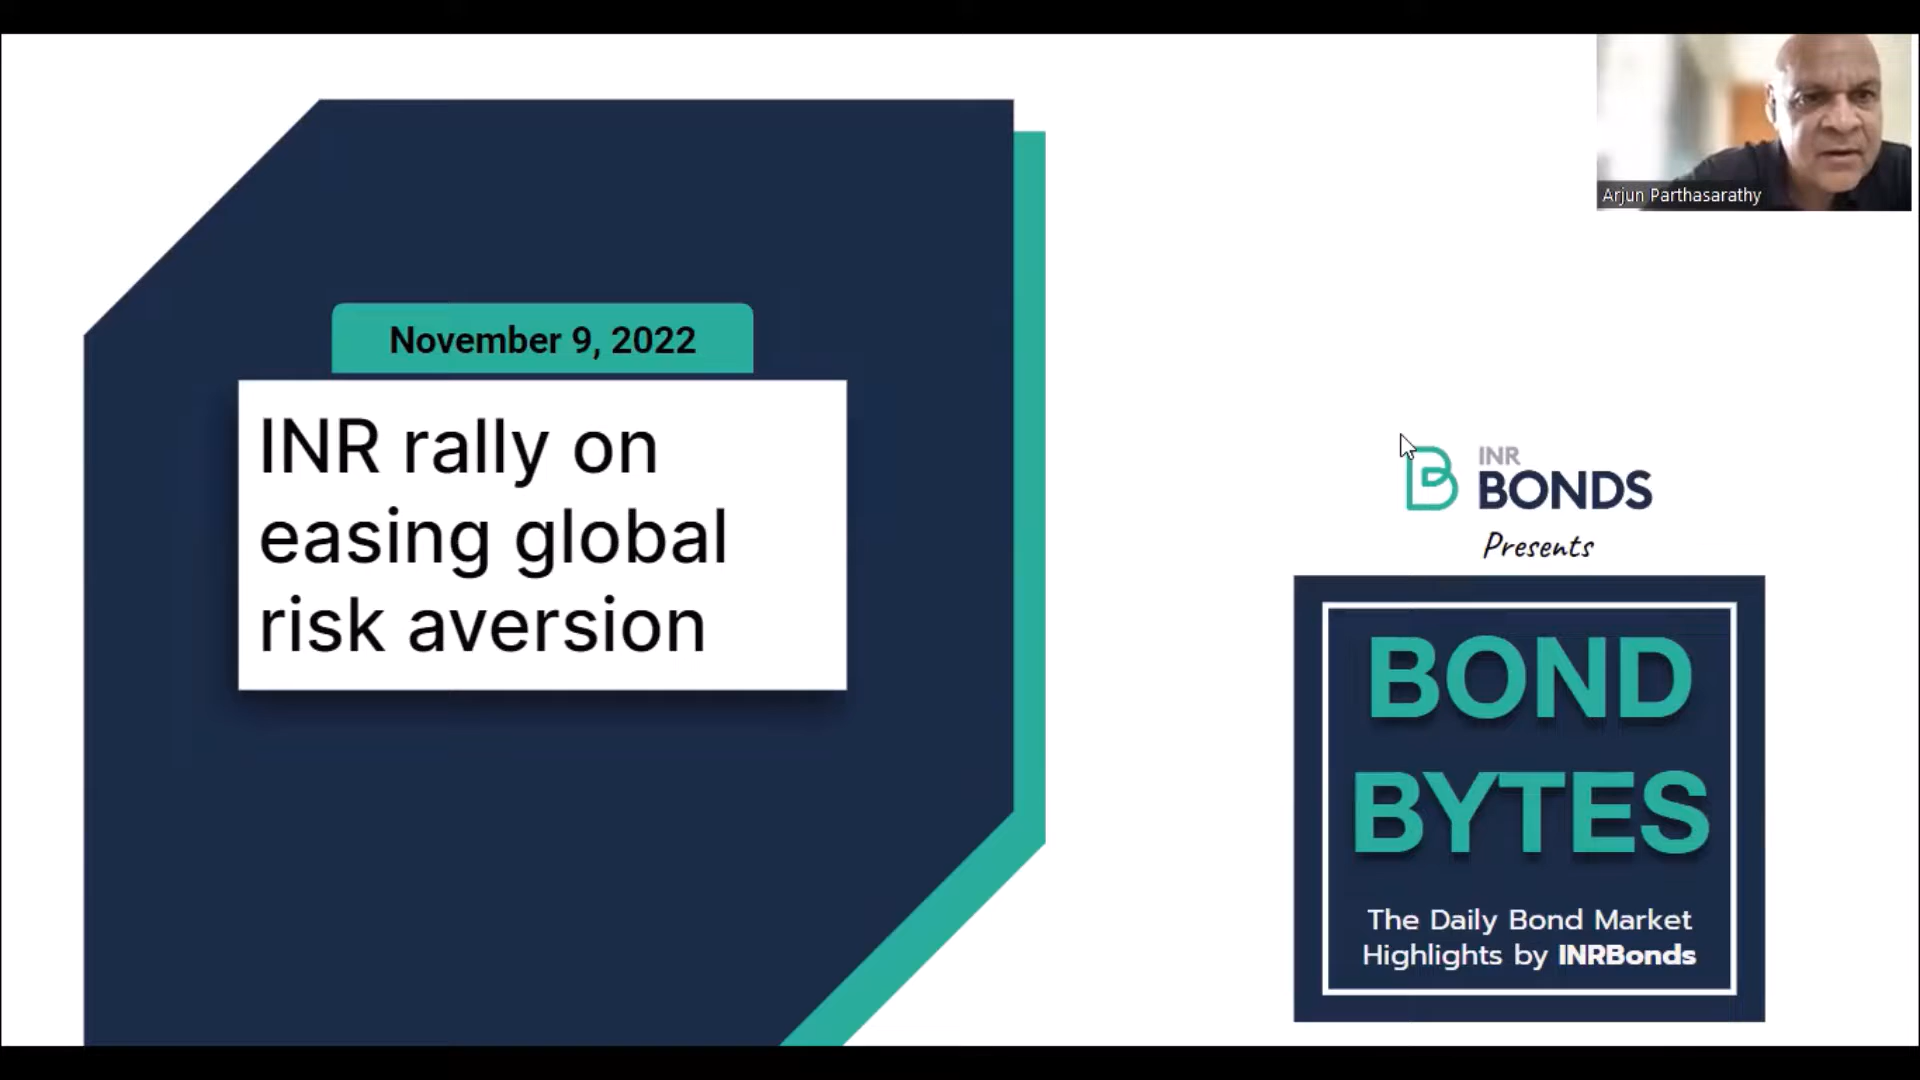 Arjun Parthasarathy
November 9, 2022
INR rally on
easing global
risk aversion
INR
BONDS
Presents
BOND
BYTES
The Daily Bond Market
Highlights by INRBonds